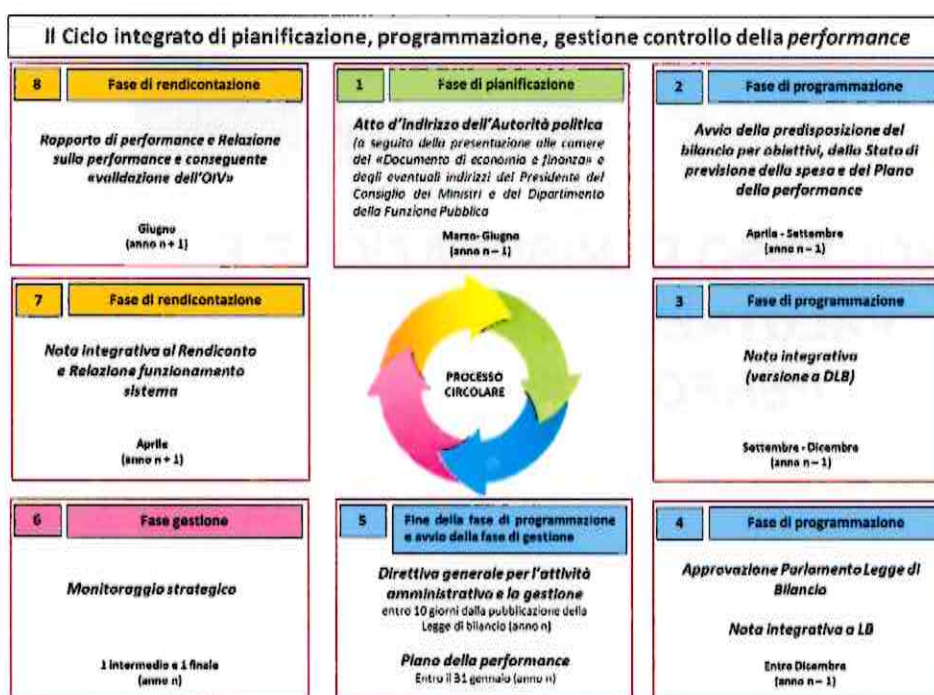 Il Ciclo integrato di pianificazione, programmazione, gestione controllo della performance
8 Fase di rendicontazione
Rapporto di performance e Relazione
sulla performance e conseguente
«validazione dell'OIV»
Giugno
(anno n + 1)
1 Fase di pianificazione
Atto d'indirizzo dell'Autorità politica
(a seguito della presentazione alle camere
del «Documento di economia e finanza» e
degli eventuali indirizzi del Presidente del
Consiglio dei Ministri e del Dipartimento
della Funzione Pubblica
Marzo- Giugno
(anno n – 1)
2 Fase di programmazione
Avvio della predisposizione del
bilancio per obiettivi, dello Stato di
previsione della spesa e del Piano
della performance
Aprile - Settembre
(anno n – 1)
7 Fase di rendicontazione
Nota integrativa al Rendiconto
e Relazione funzionamento
sistema
Aprile
(anno n + 1)
PROCESSO
CIRCOLARE
3 Fase di programmazione
Nota integrativa
(versione a DLB)
Settembre - Dicembre
(anno n – 1)
6 Fase gestione
Monitoraggio strategico
1 intermedio e 1 finale
(anno n)
5 Fine della fase di programmazione
e avvio della fase di gestione
Direttiva generale per l'attività
amministrativo e la gestione
entro 10 giorni dalla pubblicazione della
Legge di bilancio (anno n)
Piano della performance
Entro il 31 gennaio (anno n)
4 Fase di programmazione
Approvazione Parlamento Legge di
Bilancio
Nota integrativa a LB
Entro Dicembre
(anno n – 1)